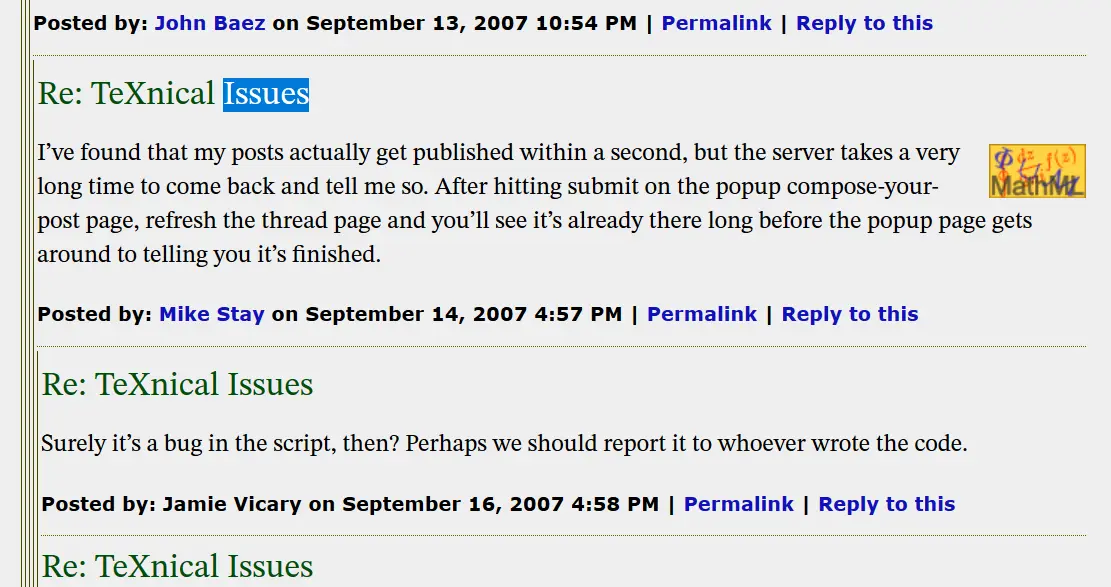 Posted by: John Baez on September 13, 2007 10:54 PM | Permalink | Reply to this
Re: TeXnical Issues
I’ve found that my posts actually get published within a second, but the server takes a very
long time to come back and tell me so. After hitting submit on the popup compose-your-
post page, refresh the thread page and you’ll see it’s already there long before the popup page gets
around to telling you it’s finished.
MathML
Posted by: Mike Stay on September 14, 2007 4:57 PM | Permalink | Reply to this
Re: TeXnical Issues
Surely it’s a bug in the script, then? Perhaps we should report it to whoever wrote the code.
Posted by: Jamie Vicary on September 16, 2007 4:58 PM | Permalink | Reply to this
Re: TeXnical Issues